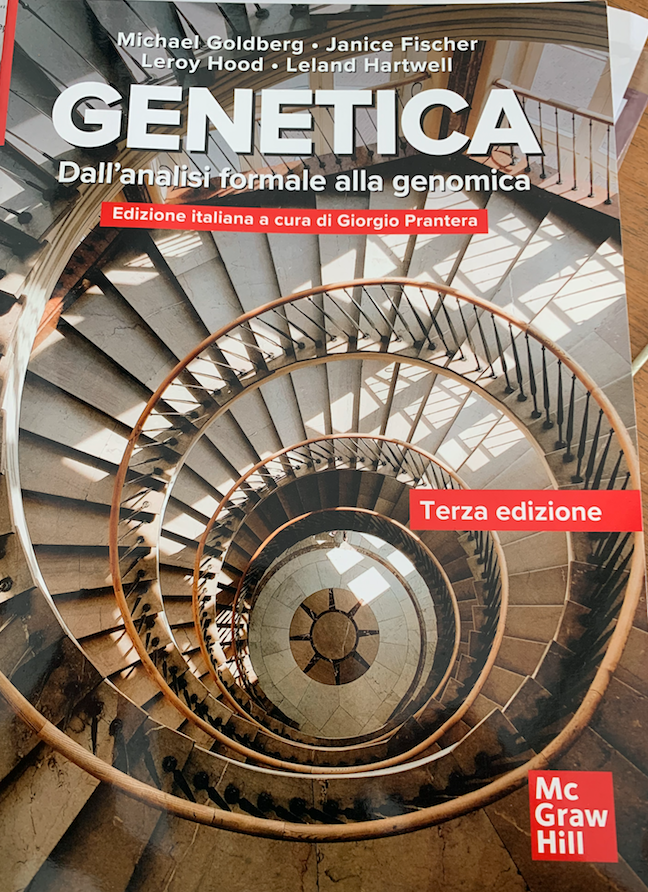 Michael Goldberg • Janice Fischer
Leroy Hood • Leland Hartwell
GENETICA
Dall'analisi formale alla genomica
Edizione italiana a cura di Giorgio Prantera
Terza edizione
Mc
Graw
Hill